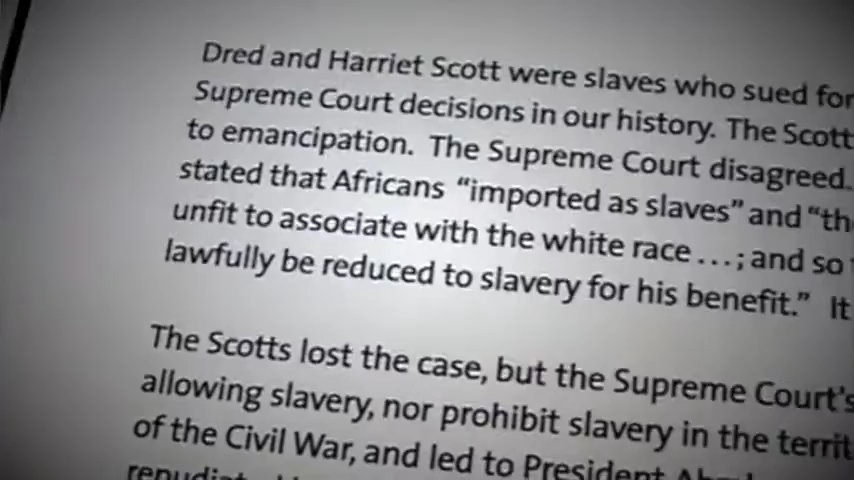 Dred and Harriet Scott were slaves who sued for
Supreme Court decisions in our history. The Scott
to emancipation. The Supreme Court disagreed.
stated that Africans “imported as slaves” and “th
unfit to associate with the white race ...; and so
lawfully be reduced to slavery for his benefit.” It
The Scotts lost the case, but the Supreme Court's
allowing slavery, nor prohibit slavery in the territ
of the Civil War, and led to President